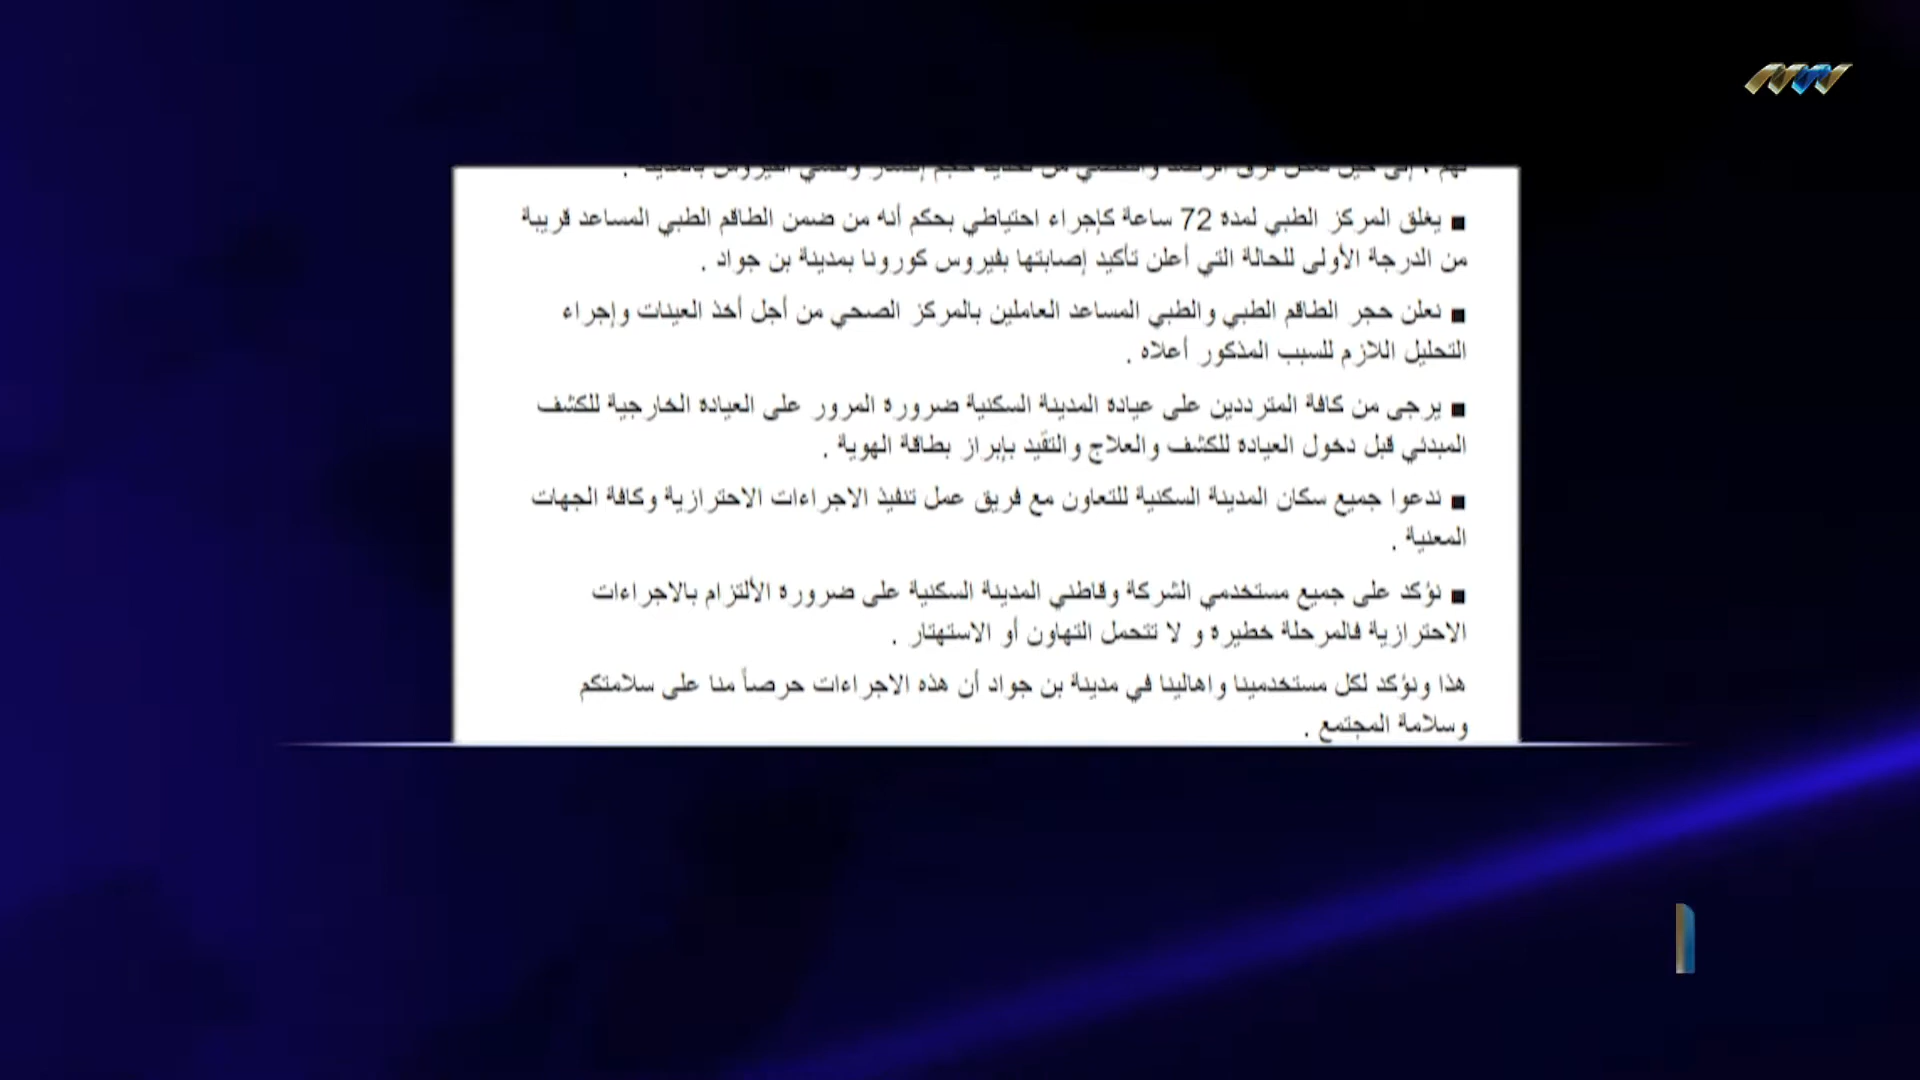 ■ يغلق المركز الطبي لمدة 72 ساعة كإجراء احتياطي بحكم أنه من ضمن الطاقم الطبي المساعد قريبة
من الدرجة الأولى للحالة التي أعلن تأكيد إصابتها بفيروس كورونا بمدينة بن جواد .
■ نعلن حجر الطاقم الطبي والطبي المساعد العاملين بالمركز الصحي من أجل أخذ العينات وإجراء
التحليل اللازم للسبب المذكور أعلاه .
■ يرجى من كافة المترددين على عيادة المدينة السكنية ضرورة المرور على العيادة الخارجية للكشف
المبدئي قبل دخول العيادة للكشف والعلاج والتقيد بإبراز بطاقة الهوية .
■ ندعوا جميع سكان المدينة السكنية للتعاون مع فريق عمل تنفيذ الاجراءات الاحترازية وكافة الجهات
المعنية .
■ نؤكد على جميع مستخدمي الشركة وقاطني المدينة السكنية على ضرورة الألتزام بالاجراءات
الاحترازية فالمرحلة خطيرة و لا تتحمل التهاون أو الاستهتار .
هذا ونؤكد لكل مستخدمينا واهالينا في مدينة بن جواد أن هذه الاجراءات حرصاً منا على سلامتكم
وسلامة المجتمع .